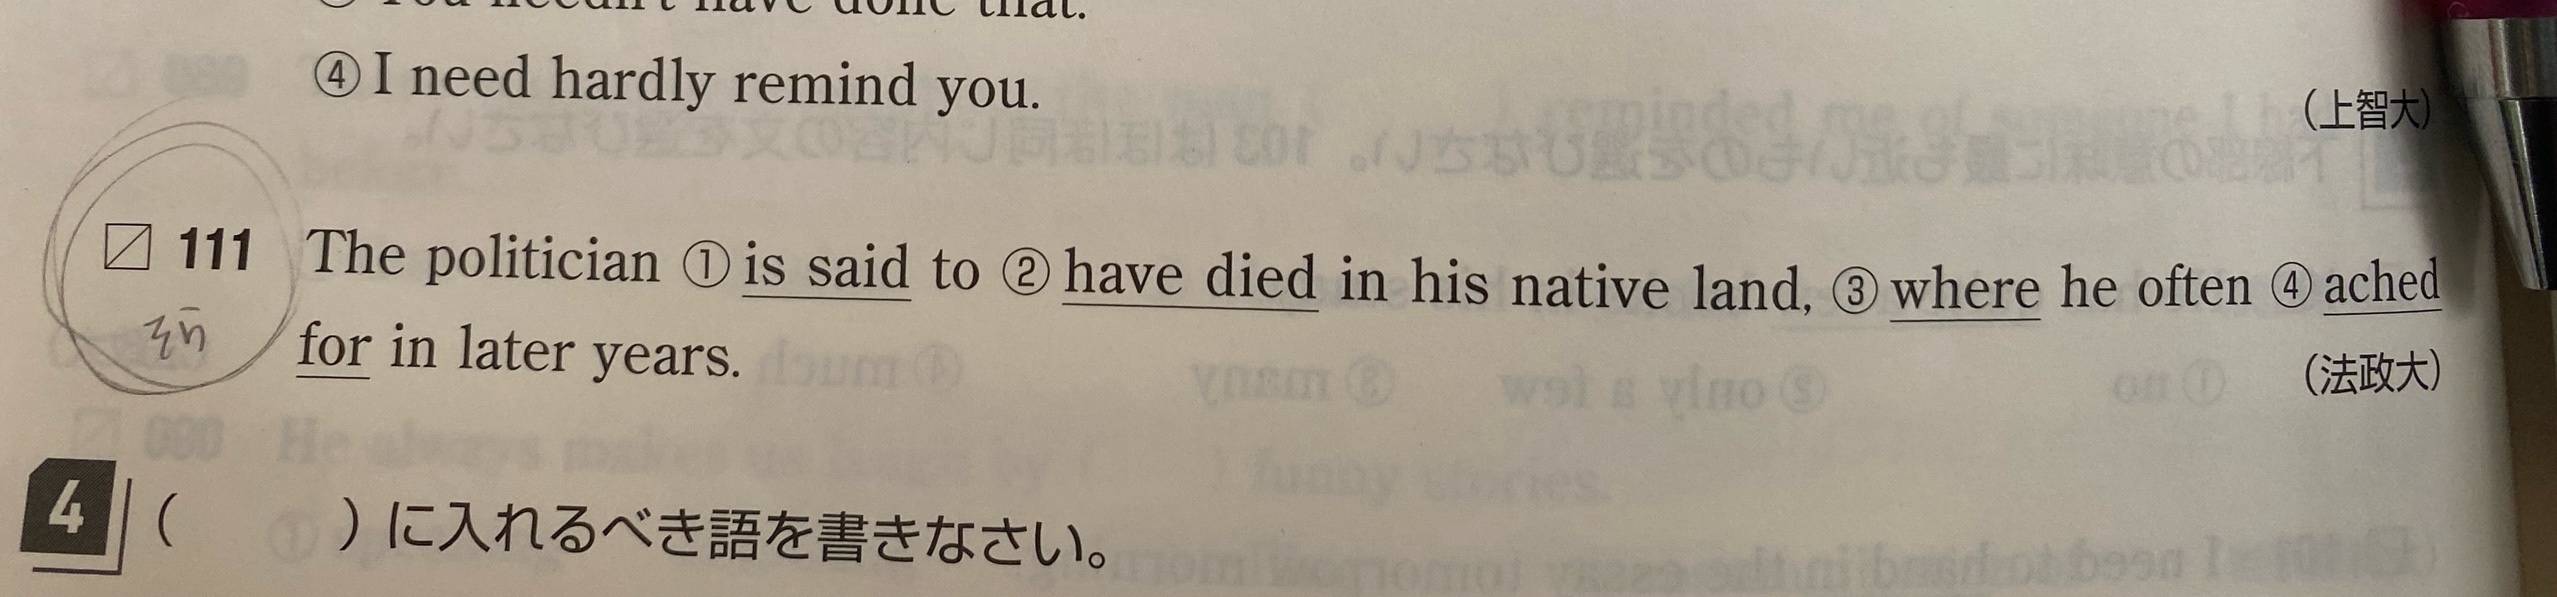 ④ I need hardly remind you.
(上智大)
111 The politician ① is said to ② have died in his native land, ③ where he often ④ ached
for in later years.
(法政大)
4 (　　　)に入れるべき語を書きなさい。